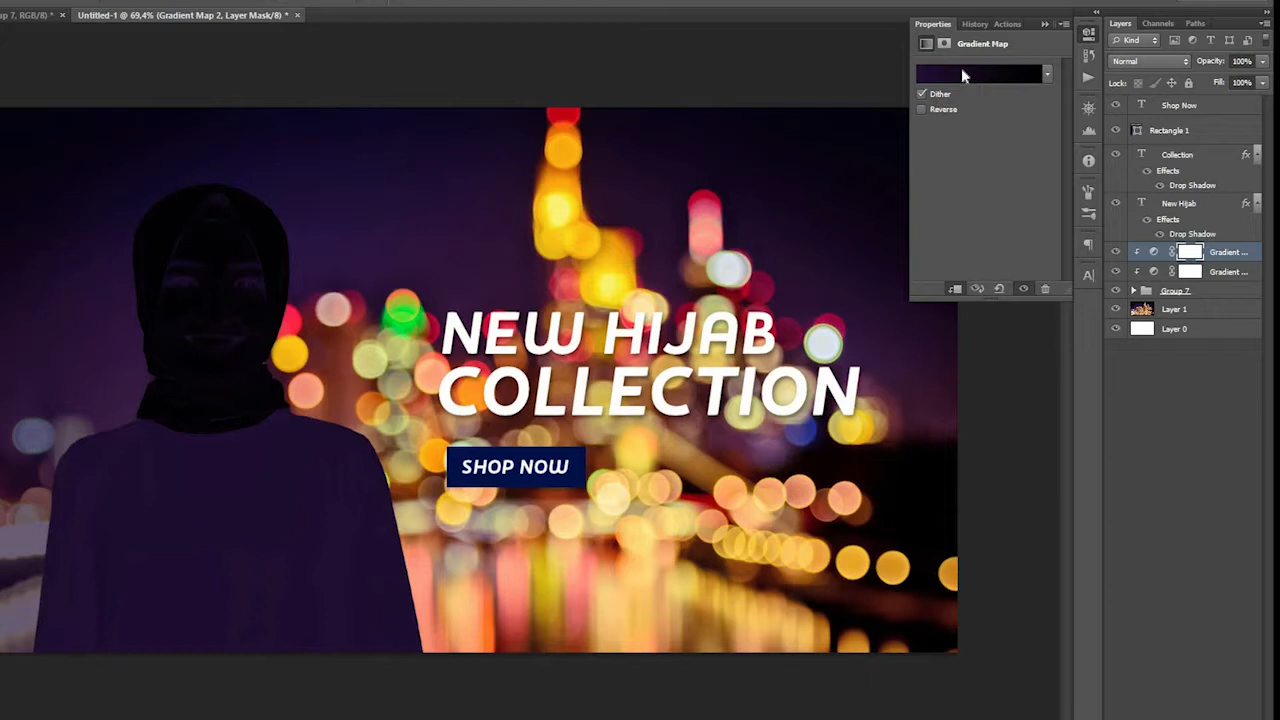 up 7, RGB/8) * ×
Untitled-1 @ 69,4% (Gradient Map 2, Layer Mask/8) * ×
Properties History Actions
Gradient Map
Dither
Reverse
Layers Channels Paths
Kind
Normal Opacity: 100%
Lock: Fill: 100%
T Shop Now
Rectangle 1
T Collection fx
Effects
Drop Shadow
T New Hijab fx
Effects
Drop Shadow
Gradient ...
Gradient ...
Group 7
Layer 1
Layer 0
NEW HIJAB
COLLECTION
SHOP NOW